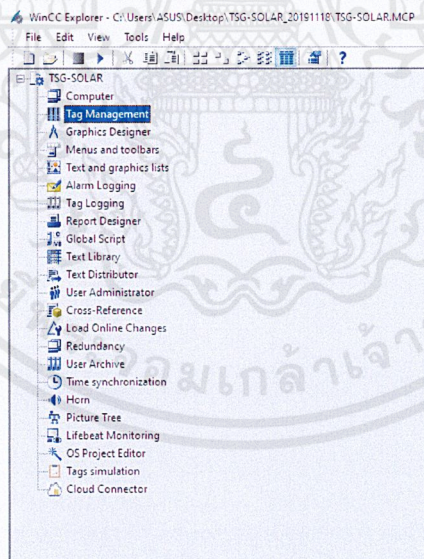 WinCC Explorer - C:\Users\ASUS\Desktop\TSG-SOLAR_20191118\TSG-SOLAR.MCP
File Edit View Tools Help
TSG-SOLAR
Computer
Tag Management
Graphics Designer
Menus and toolbars
Text and graphics lists
Alarm Logging
Tag Logging
Report Designer
Global Script
Text Library
Text Distributor
User Administrator
Cross-Reference
Load Online Changes
Redundancy
User Archive
Time synchronization
Horn
Picture Tree
Lifebeat Monitoring
OS Project Editor
Tags simulation
Cloud Connector